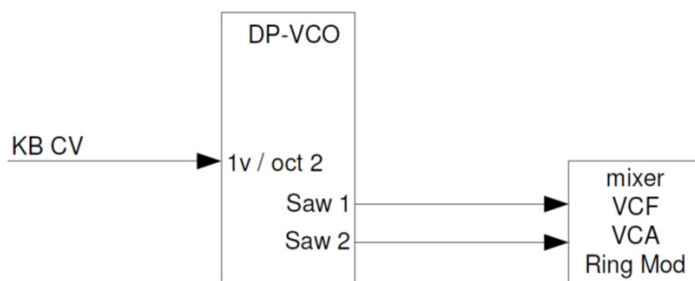 DP-VCO
KB CV
1v / oct 2
Saw 1
Saw 2
mixer
VCF
VCA
Ring Mod